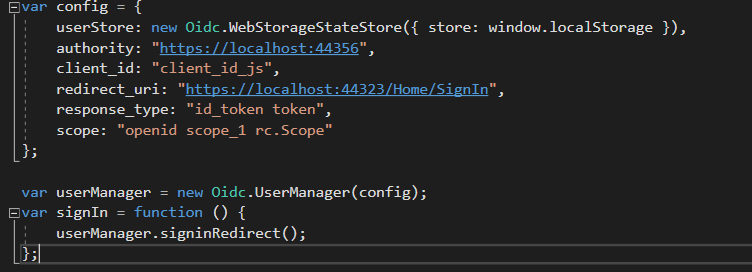 var config = {
    userStore: new Oidc.WebStorageStateStore({ store: window.localStorage }),
    authority: "https://localhost:44356",
    client_id: "client_id_js",
    redirect_uri: "https://localhost:44323/Home/SignIn",
    response_type: "id_token token",
    scope: "openid scope_1 rc.Scope"
};

var userManager = new Oidc.UserManager(config);
var signIn = function () {
    userManager.signinRedirect();
};